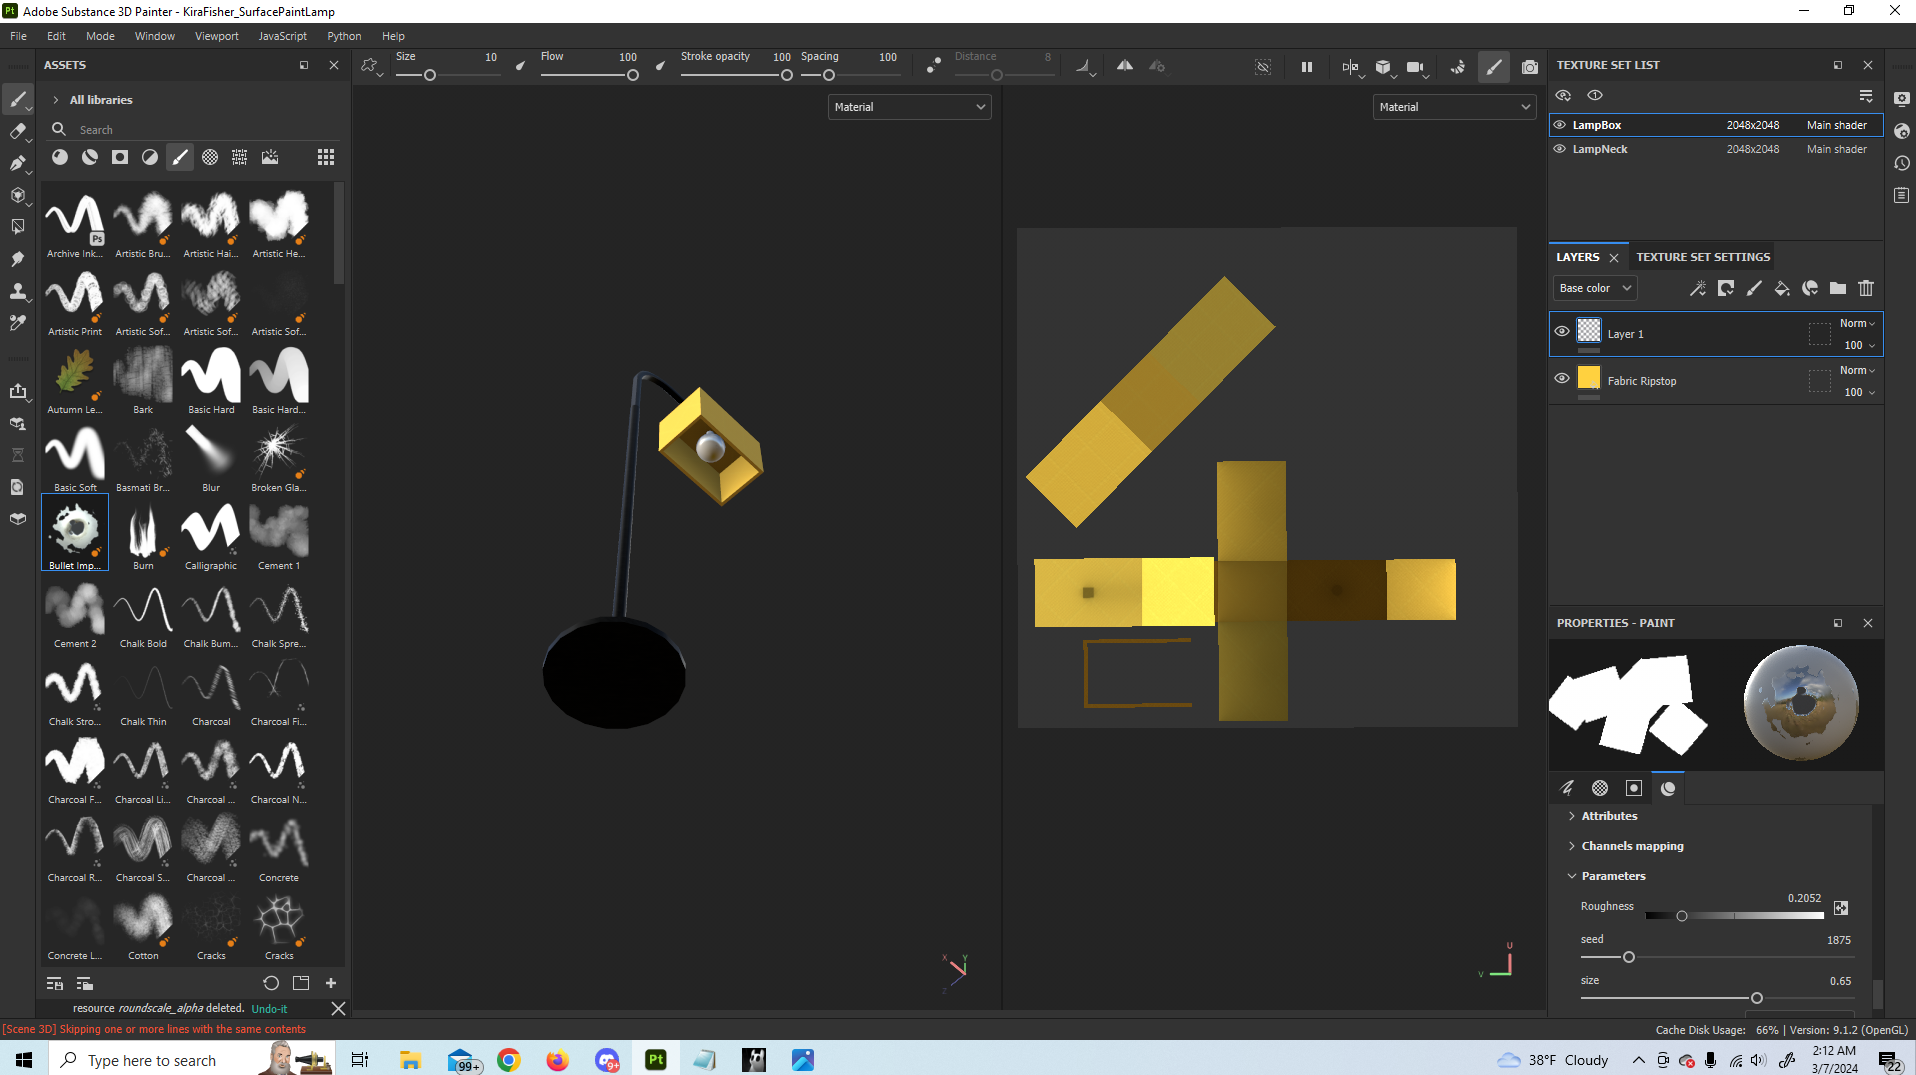 Adobe Substance 3D Painter - KiraFisher_SurfacePaintLamp
File Edit Mode Window Viewport JavaScript Python Help
ASSETS
All libraries
Search
Archive Ink... Artistic Bru... Artistic Hai... Artistic He...
Artistic Print Artistic Sof... Artistic Sof... Artistic Sof...
Autumn Le... Bark Basic Hard Basic Hard...
Basic Soft Basmati Br... Blur Broken Gla...
Bullet Imp... Burn Calligraphic Cement 1
Cement 2 Chalk Bold Chalk Bum... Chalk Spre...
Chalk Stro... Chalk Thin Charcoal Charcoal Fi...
Charcoal F... Charcoal Li... Charcoal ... Charcoal N...
Charcoal R... Charcoal S... Charcoal ... Concrete
Concrete L... Cotton Cracks Cracks
resource roundscale_alpha deleted. Undo-it
Size 10 Flow 100 Stroke opacity 100 Spacing 100 Distance 8
Material
Material
X Y Z
U
V
TEXTURE SET LIST
LampBox 2048x2048 Main shader
LampNeck 2048x2048 Main shader
LAYERS TEXTURE SET SETTINGS
Base color
Layer 1 Norm 100
Fabric Ripstop Norm 100
PROPERTIES - PAINT
Attributes
Channels mapping
Parameters
Roughness 0.2052
seed 1875
size 0.65
[Scene 3D] Skipping one or more lines with the same contents
Cache Disk Usage: 66% | Version: 9.1.2 (OpenGL)
Type here to search
99+
9+
Pt
38°F Cloudy
2:12 AM
3/7/2024
22